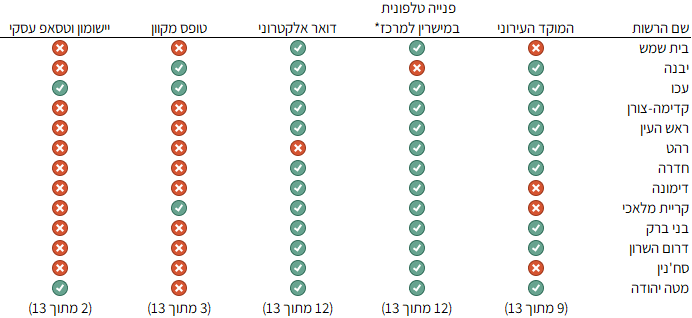 פנייה טלפונית
שם הרשות המוקד העירוני במישרין למרכז* דואר אלקטרוני טופס מקוון יישומון וטסאפ עסקי
בית שמש
יבנה
עכו
קדימה-צורן
ראש העין
רהט
חדרה
דימונה
קריית מלאכי
בני ברק
דרום השרון
סח'נין
מטה יהודה
(9 מתוך 13) (12 מתוך 13) (12 מתוך 13) (3 מתוך 13) (2 מתוך 13)